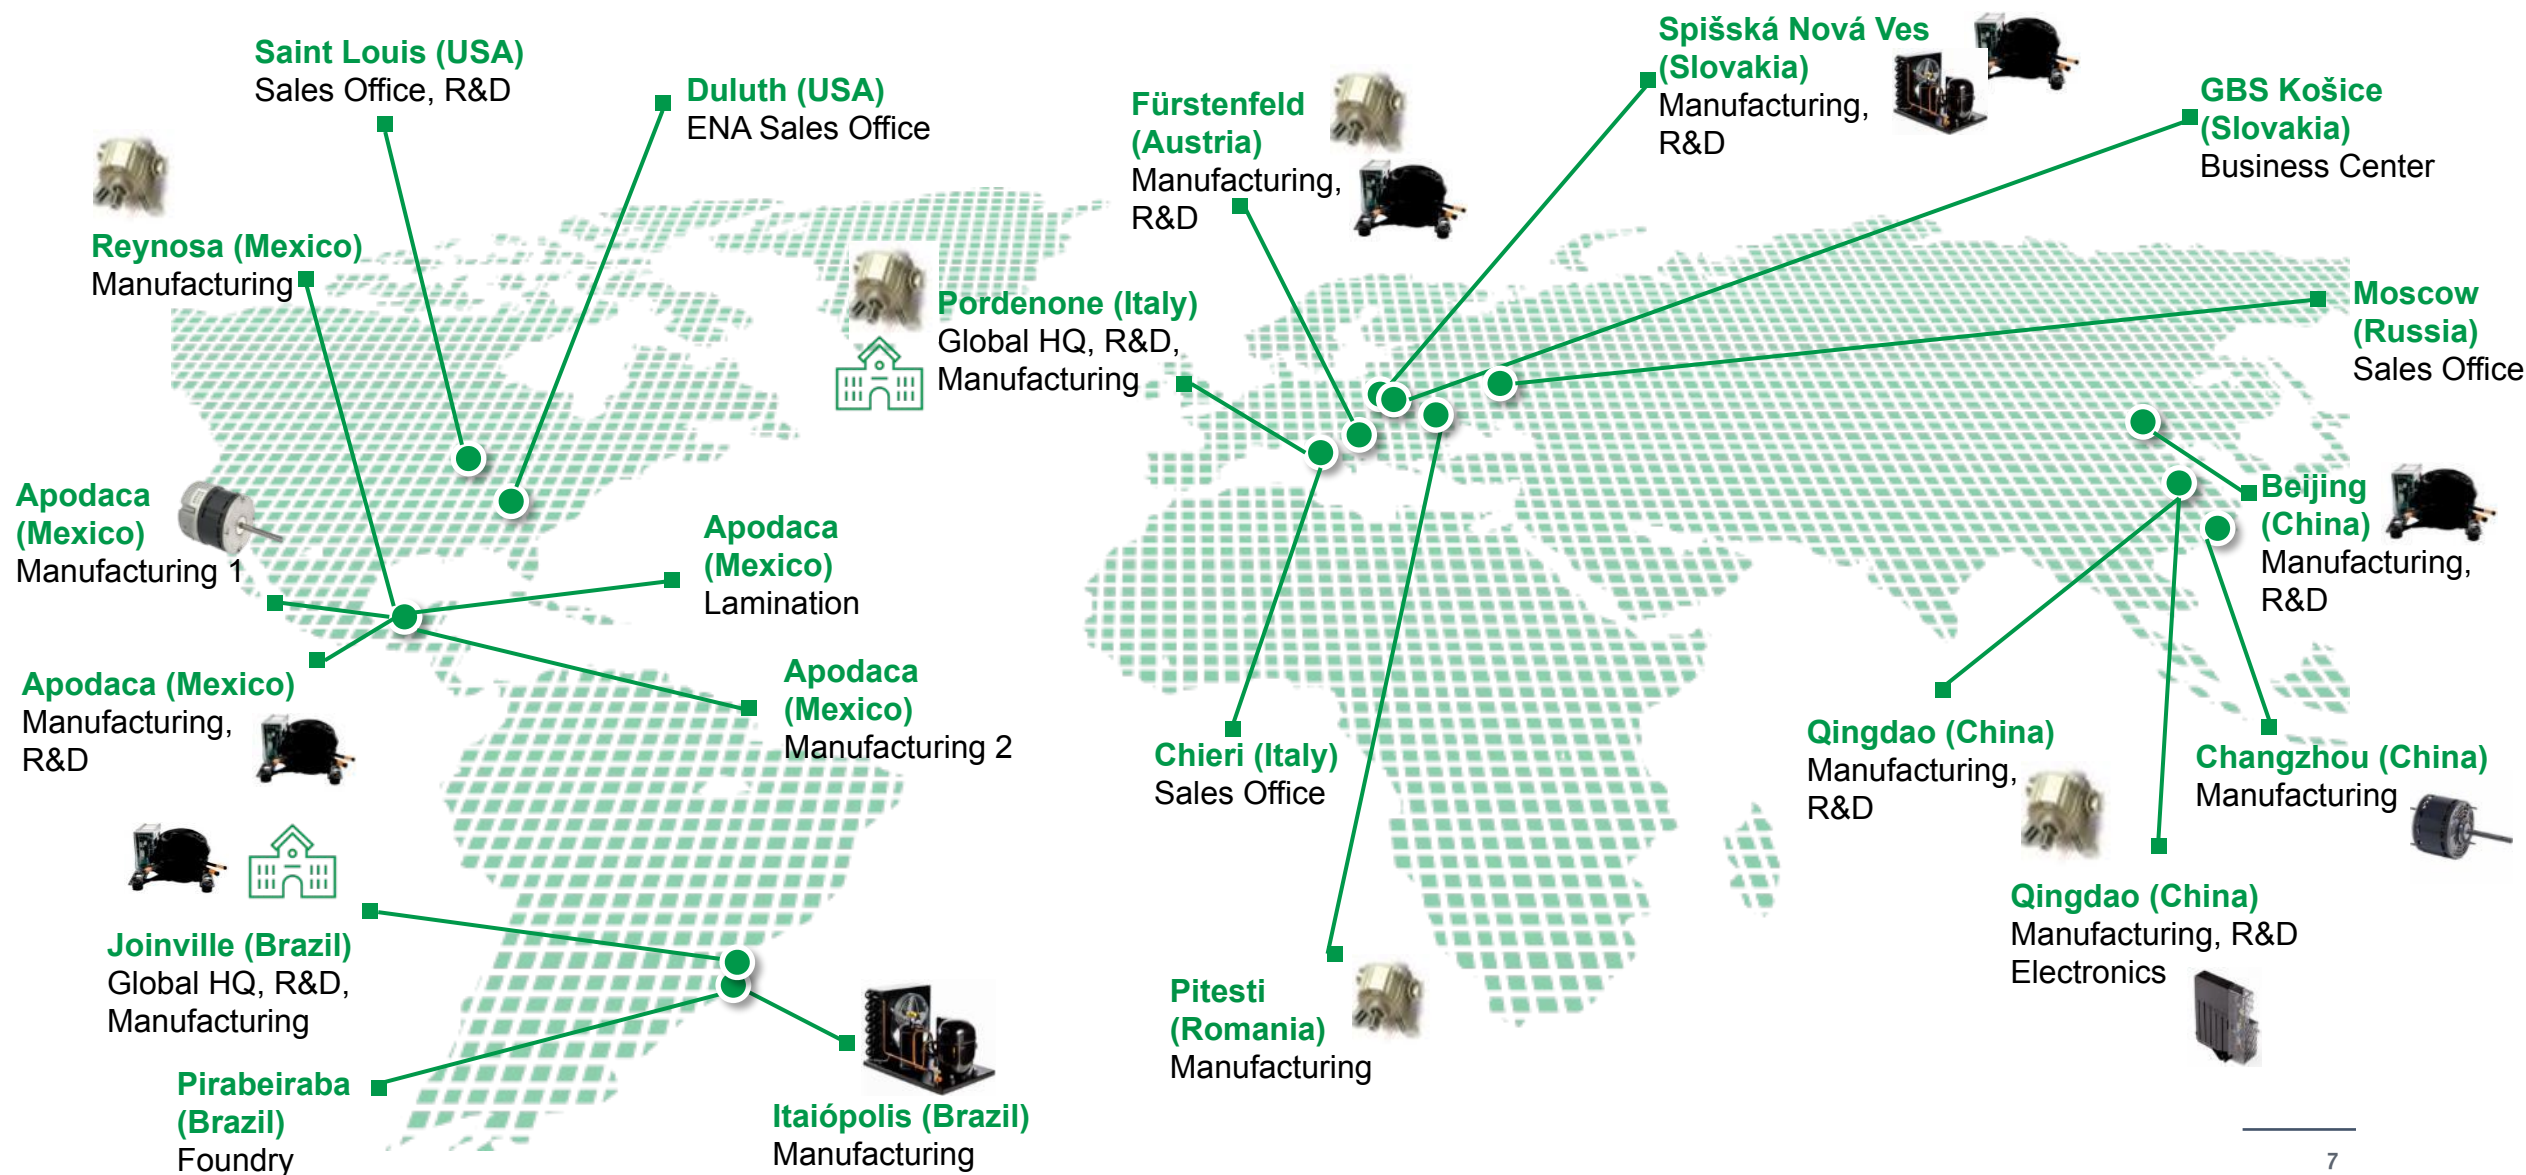 Saint Louis (USA)
Sales Office, R&D
Duluth (USA)
ENA Sales Office
Reynosa (Mexico)
Manufacturing
Apodaca
(Mexico)
Manufacturing 1
Apodaca
(Mexico)
Lamination
Apodaca (Mexico)
Manufacturing,
R&D
Apodaca
(Mexico)
Manufacturing 2
Joinville (Brazil)
Global HQ, R&D,
Manufacturing
Pirabeiraba
(Brazil)
Foundry
Itaiópolis (Brazil)
Manufacturing
Fürstenfeld
(Austria)
Manufacturing,
R&D
Pordenone (Italy)
Global HQ, R&D,
Manufacturing
Spišská Nová Ves
(Slovakia)
Manufacturing,
R&D
GBS Košice
(Slovakia)
Business Center
Moscow
(Russia)
Sales Office
Beijing
(China)
Manufacturing,
R&D
Chieri (Italy)
Sales Office
Pitesti
(Romania)
Manufacturing
Qingdao (China)
Manufacturing,
R&D
Changzhou (China)
Manufacturing
Qingdao (China)
Manufacturing, R&D
Electronics
7